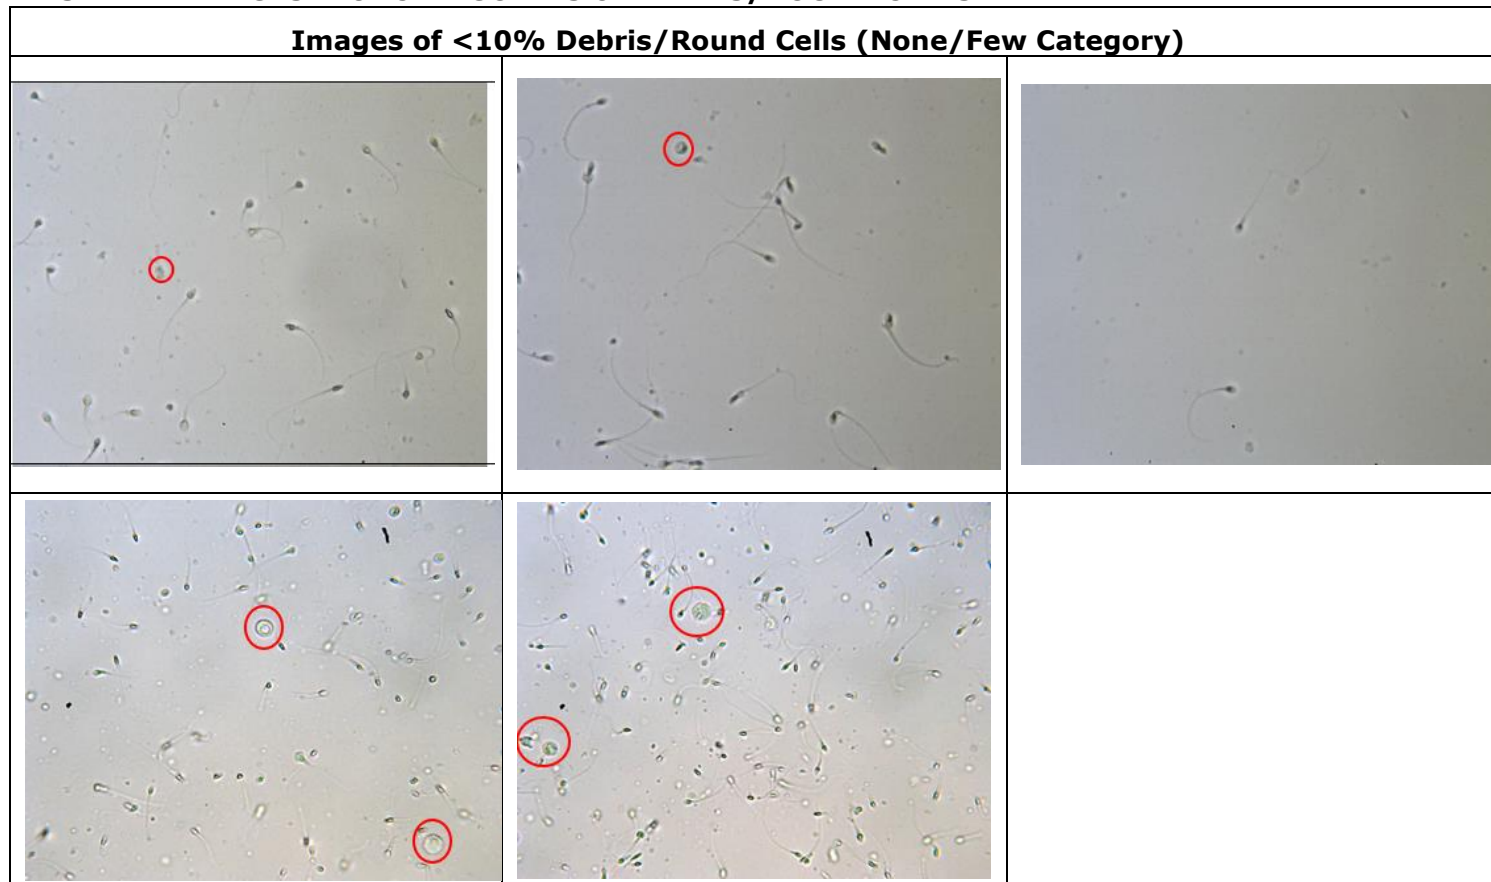 Images of <10% Debris/Round Cells (None/Few Category)